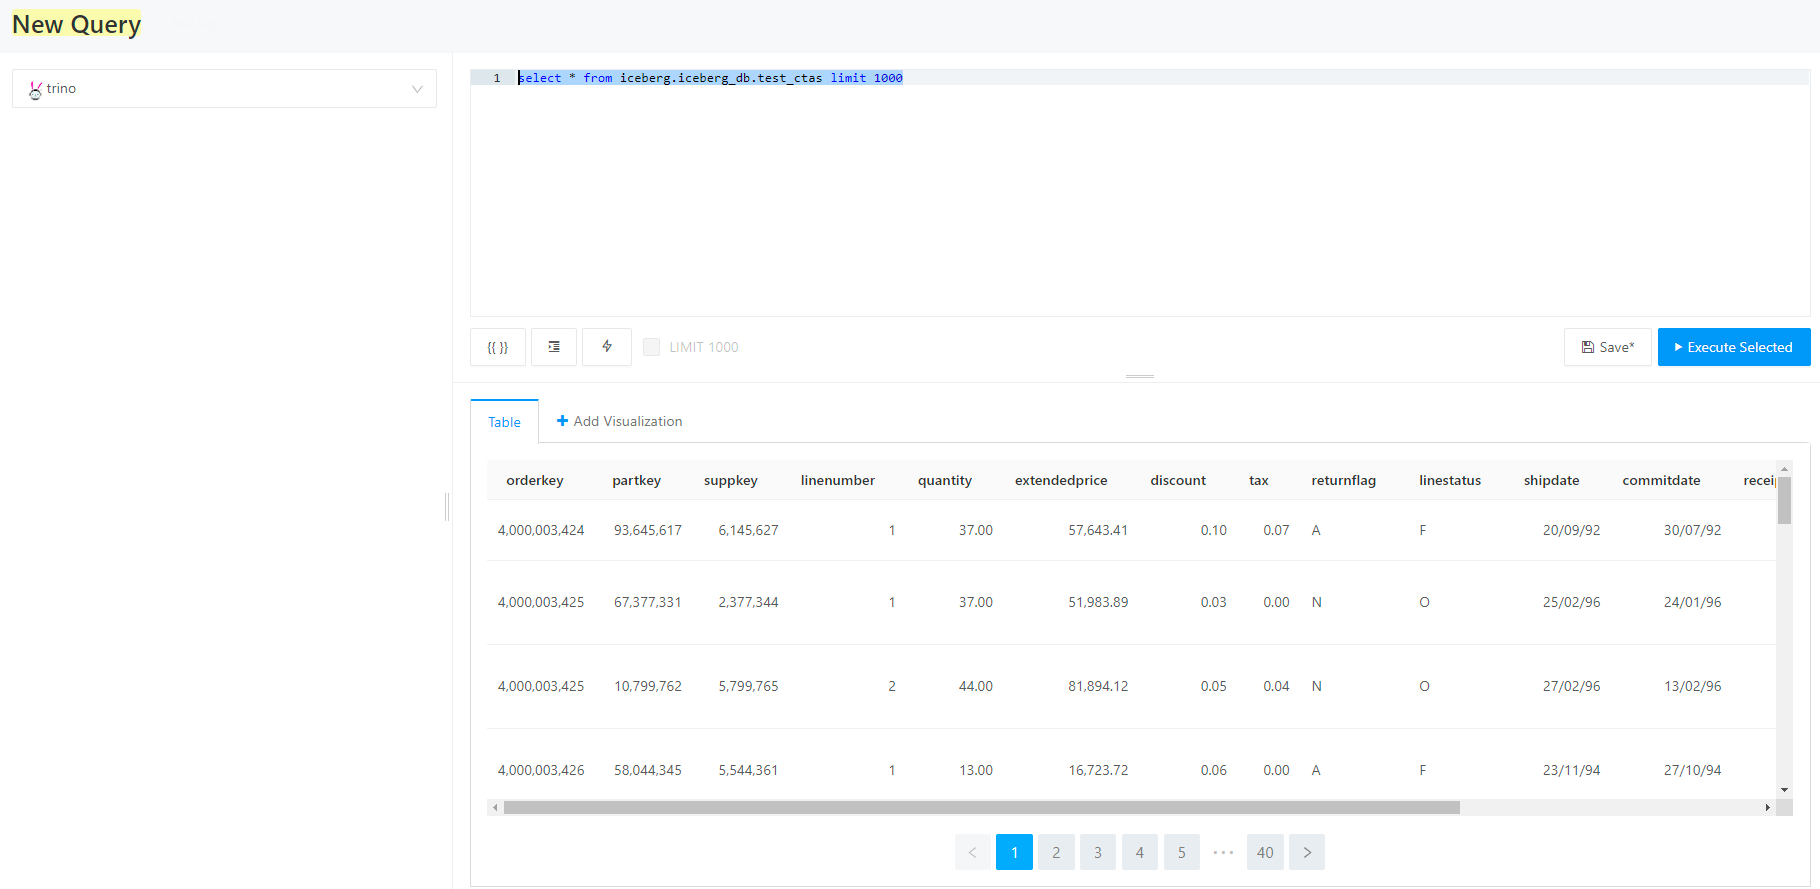 New Query
trino
1 select * from iceberg.iceberg_db.test_ctas limit 1000
{{ }} LIMIT 1000 Save* Execute Selected
Table Add Visualization
orderkey partkey suppkey linenumber quantity extendedprice discount tax returnflag linestatus shipdate commitdate
4,000,003,424 93,645,617 6,145,627 1 37.00 57,643.41 0.10 0.07 A F 20/09/92 30/07/92
4,000,003,425 67,377,331 2,377,344 1 37.00 51,983.89 0.03 0.00 N O 25/02/96 24/01/96
4,000,003,425 10,799,762 5,799,765 2 44.00 81,894.12 0.05 0.04 N O 27/02/96 13/02/96
4,000,003,426 58,044,345 5,544,361 1 13.00 16,723.72 0.06 0.00 A F 23/11/94 27/10/94
< 1 2 3 4 5 ••• 40 >